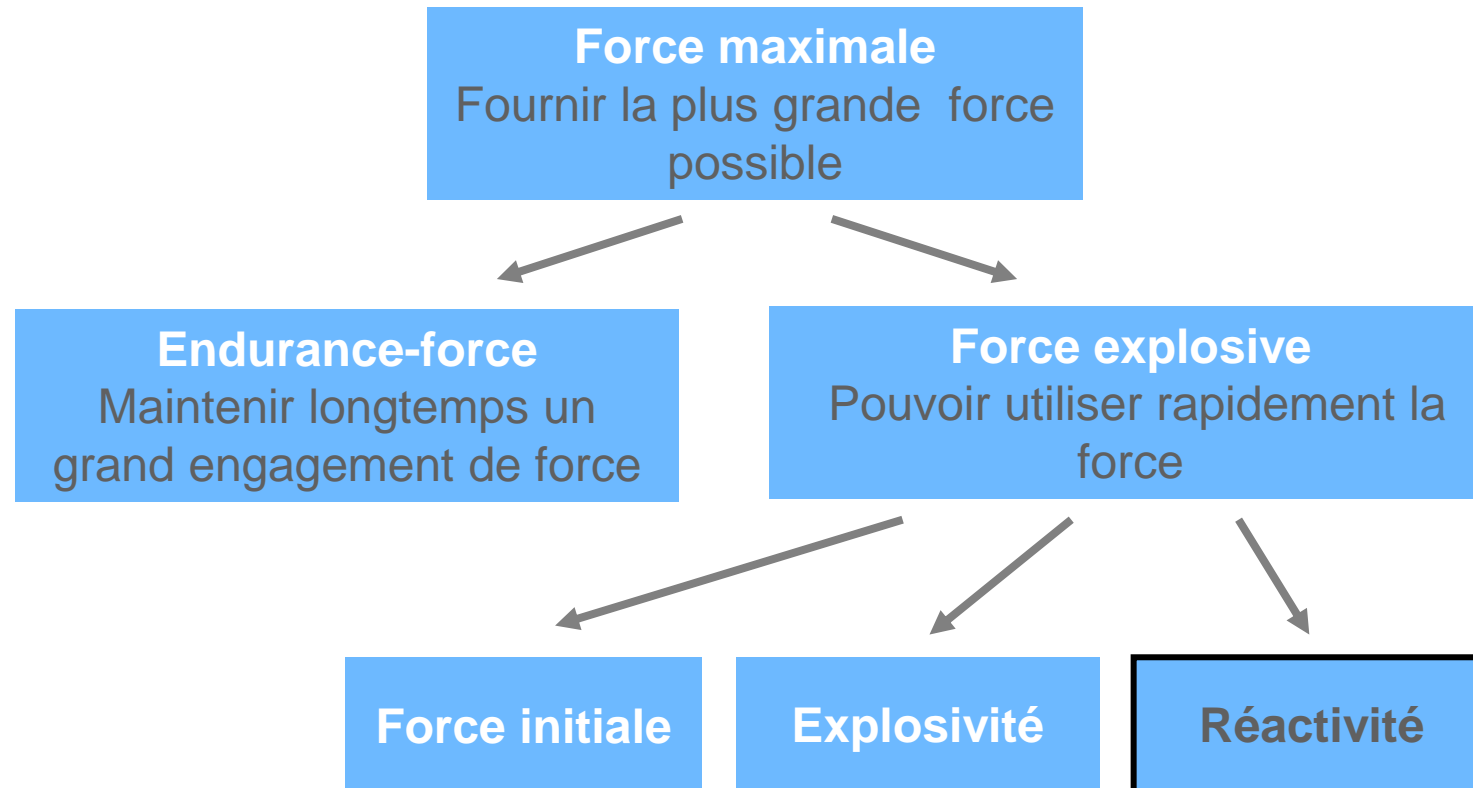 Force maximale
Fournir la plus grande  force
possible
Endurance-force
Maintenir longtemps un
grand engagement de force
Force explosive
Pouvoir utiliser rapidement la
force
Force initiale
Explosivité
Réactivité